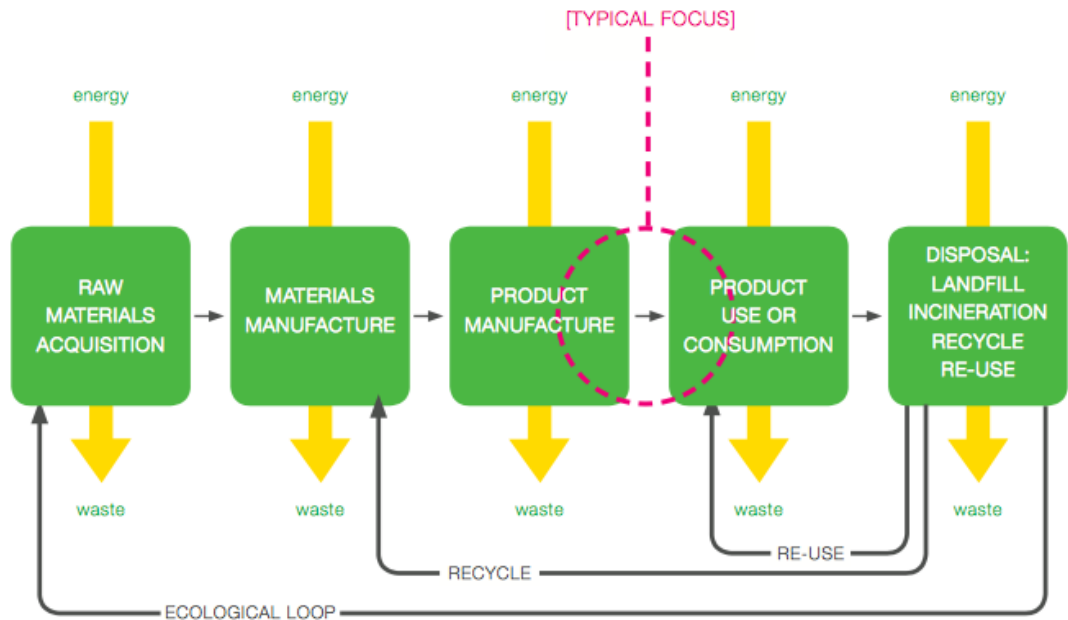 [TYPICAL FOCUS]
energy
energy
energy
energy
energy
RAW
MATERIALS
ACQUISITION
MATERIALS
MANUFACTURE
PRODUCT
MANUFACTURE
PRODUCT
USE OR
CONSUMPTION
DISPOSAL:
LANDFILL
INCINERATION
RECYCLE
RE-USE
waste
waste
waste
waste
waste
RE-USE
RECYCLE
ECOLOGICAL LOOP